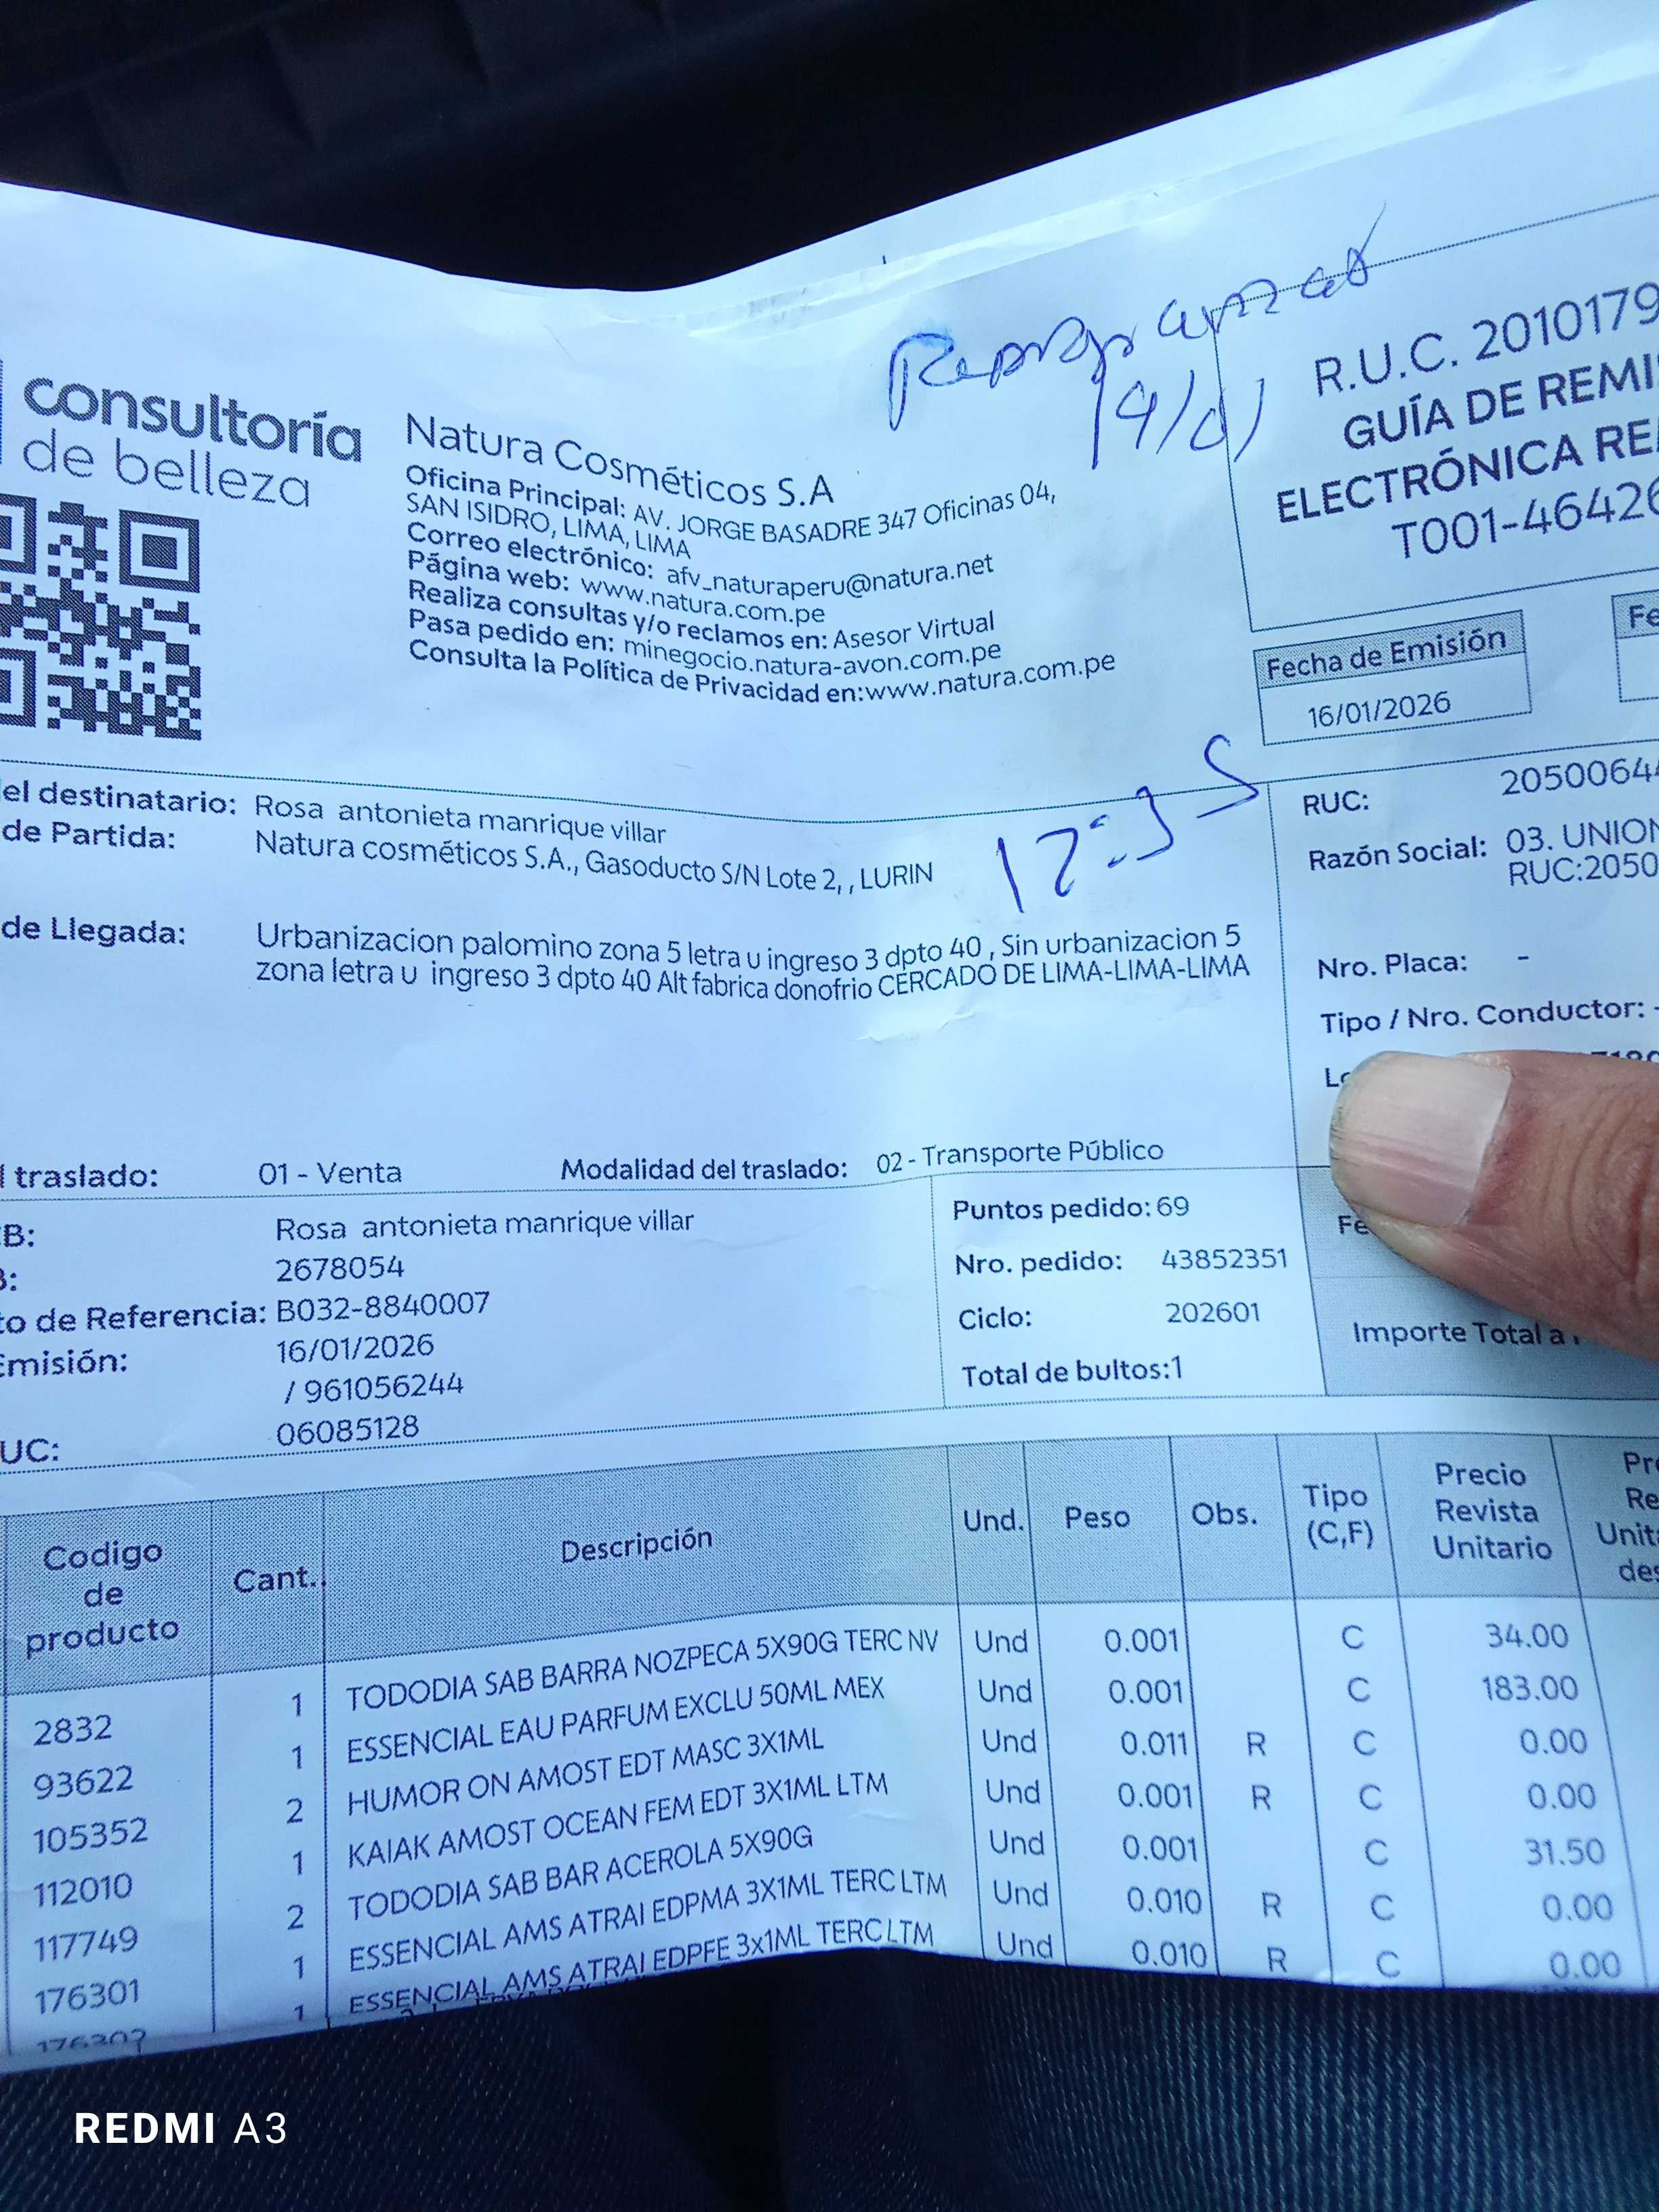 Reprogramado
19/01
R.U.C. 2010179
GUÍA DE REMI
ELECTRÓNICA RE
T001-46426
consultoría
de belleza
Natura Cosméticos S.A
Oficina Principal: AV. JORGE BASADRE 347 Oficinas 04,
SAN ISIDRO, LIMA, LIMA
Correo electrónico: afv_naturaperu@natura.net
Página web: www.natura.com.pe
Realiza consultas y/o reclamos en: Asesor Virtual
Pasa pedido en: minegocio.natura-avon.com.pe
Consulta la Política de Privacidad en:www.natura.com.pe
Fecha de Emisión
Fe
16/01/2026
el destinatario: Rosa antonieta manrique villar
de Partida: Natura cosméticos S.A., Gasoducto S/N Lote 2, , LURIN
12:35
de Llegada: Urbanizacion palomino zona 5 letra u ingreso 3 dpto 40 , Sin urbanizacion 5
zona letra u ingreso 3 dpto 40 Alt fabrica donofrio CERCADO DE LIMA-LIMA-LIMA
RUC: 2050064
Razón Social: 03. UNION
RUC:2050
Nro. Placa: -
Tipo / Nro. Conductor: -
l traslado: 01 - Venta Modalidad del traslado: 02 - Transporte Público
B: Rosa antonieta manrique villar
2678054
to de Referencia: B032-8840007
Emisión: 16/01/2026
/ 961056244
UC: 06085128
Puntos pedido: 69
Nro. pedido: 43852351
Ciclo: 202601
Total de bultos:1
Fe
Importe Total a
Codigo de producto Cant. Descripción Und. Peso Obs. Tipo (C,F) Precio Revista Unitario
2832 1 TODODIA SAB BARRA NOZPECA 5X90G TERC NV Und 0.001 C 34.00
93622 1 ESSENCIAL EAU PARFUM EXCLU 50ML MEX Und 0.001 C 183.00
105352 2 HUMOR ON AMOST EDT MASC 3X1ML Und 0.011 R C 0.00
112010 1 KAIAK AMOST OCEAN FEM EDT 3X1ML LTM Und 0.001 R C 0.00
117749 2 TODODIA SAB BAR ACEROLA 5X90G Und 0.001 C 31.50
176301 1 ESSENCIAL AMS ATRAI EDPMA 3X1ML TERC LTM Und 0.010 R C 0.00
176302 1 ESSENCIAL AMS ATRAI EDPFE 3x1ML TERC LTM Und 0.010 R C 0.00
REDMI A3